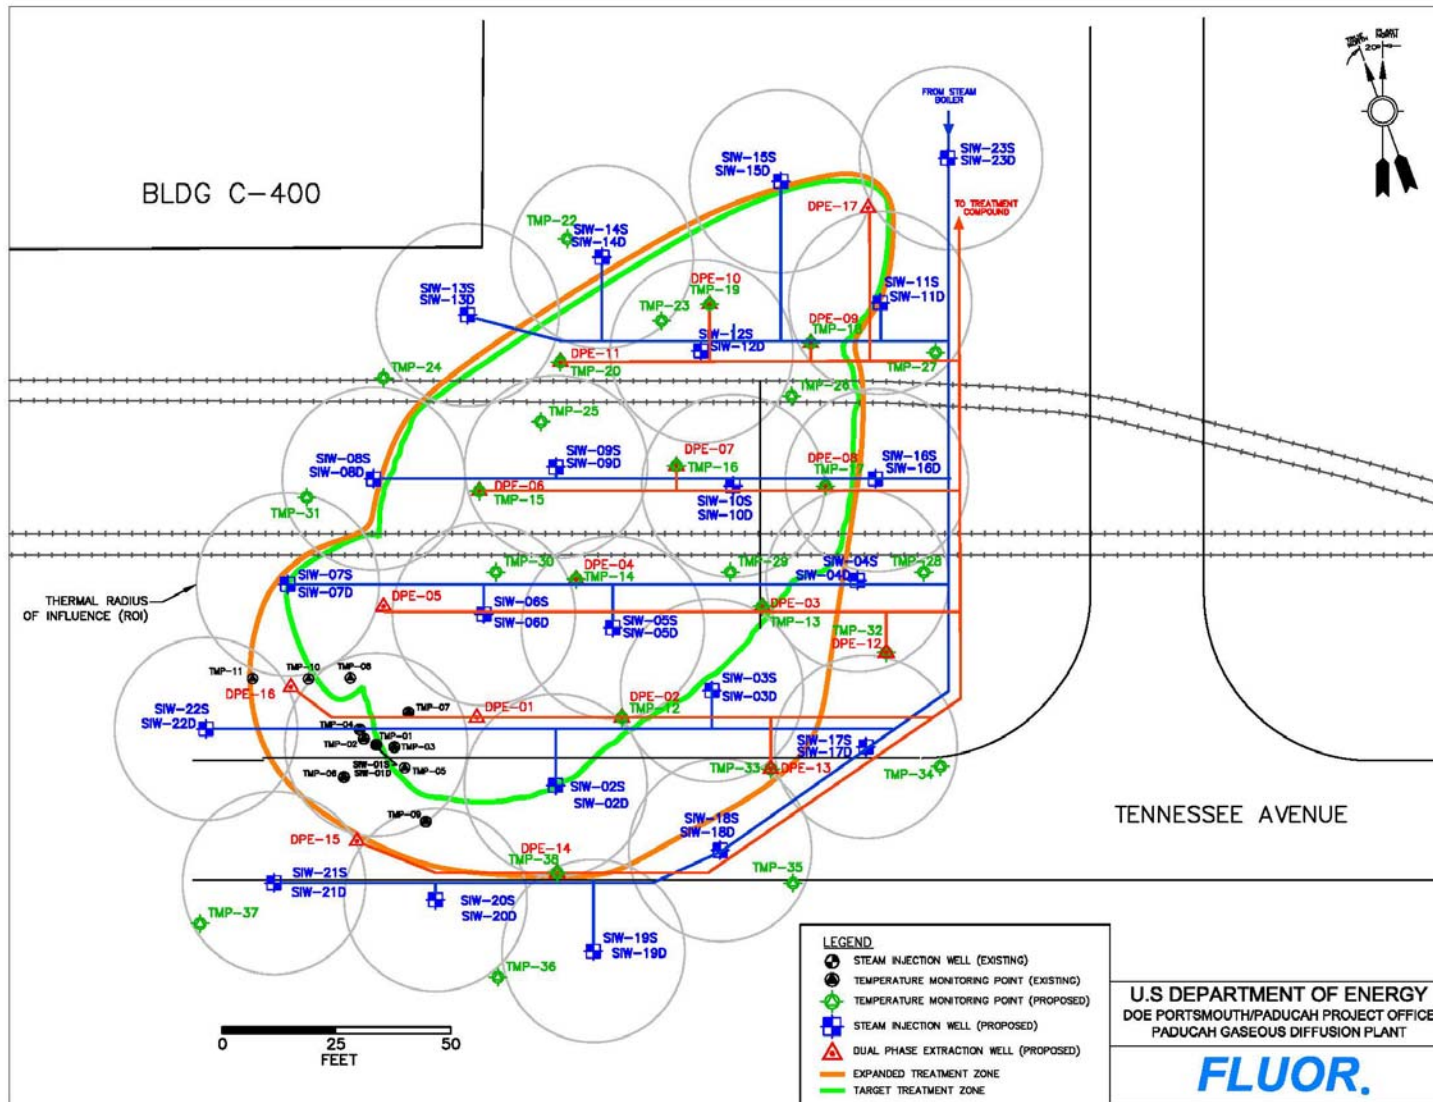 TRUE
NORTH
PLANT
NORTH
20°
FROM STEAM
BOILER
SIW-23S
SIW-23D
SIW-15S
SIW-15D
BLDG C-400
DPE-17
TO TREATMENT
COMPOUND
TMP-22
SIW-14S
SIW-14D
SIW-13S
SIW-13D
DPE-10
TMP-19
TMP-23
SIW-11S
SIW-11D
DPE-09
TMP-18
SIW-12S
SIW-12D
DPE-11
TMP-20
TMP-24
TMP-27
TMP-26
TMP-25
SIW-08S
SIW-08D
SIW-09S
SIW-09D
DPE-07
TMP-16
DPE-08
TMP-17
SIW-16S
SIW-16D
DPE-06
TMP-15
SIW-10S
SIW-10D
TMP-31
SIW-07S
SIW-07D
TMP-30
DPE-04
TMP-14
TMP-29
SIW-04S
SIW-04D
TMP-28
THERMAL RADIUS
OF INFLUENCE (ROI)
DPE-05
SIW-06S
SIW-06D
SIW-05S
SIW-05D
DPE-03
TMP-13
TMP-32
DPE-12
TMP-11
TMP-10
TMP-08
DPE-16
SIW-03S
SIW-03D
SIW-22S
SIW-22D
TMP-07
DPE-01
DPE-02
TMP-12
TMP-04
TMP-01
TMP-02
TMP-03
SIW-17S
SIW-17D
SIW-01S
SIW-01D
TMP-05
TMP-06
TMP-33
DPE-13
TMP-34
SIW-02S
SIW-02D
TMP-09
SIW-18S
SIW-18D
TENNESSEE AVENUE
DPE-15
DPE-14
TMP-38
TMP-35
SIW-21S
SIW-21D
SIW-20S
SIW-20D
TMP-37
SIW-19S
SIW-19D
TMP-36
0 25 50
FEET
LEGEND
STEAM INJECTION WELL (EXISTING)
TEMPERATURE MONITORING POINT (EXISTING)
TEMPERATURE MONITORING POINT (PROPOSED)
STEAM INJECTION WELL (PROPOSED)
DUAL PHASE EXTRACTION WELL (PROPOSED)
EXPANDED TREATMENT ZONE
TARGET TREATMENT ZONE
U.S DEPARTMENT OF ENERGY
DOE PORTSMOUTH/PADUCAH PROJECT OFFICE
PADUCAH GASEOUS DIFFUSION PLANT
FLUOR.